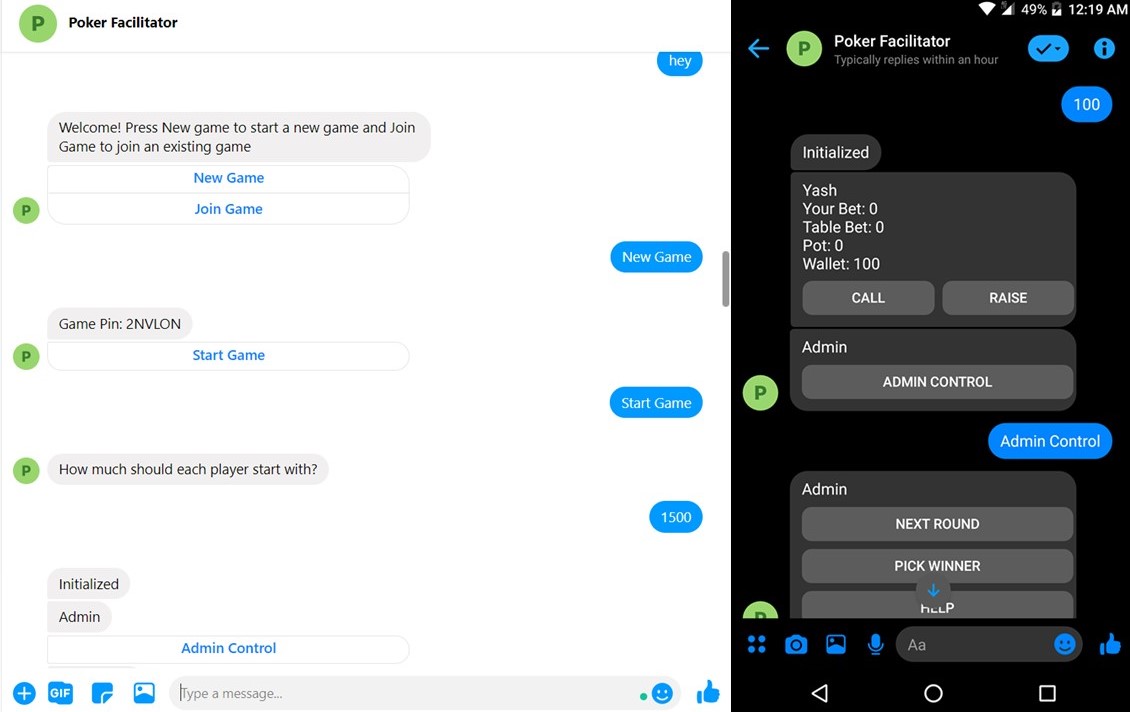 P
Poker Facilitator
hey
Welcome! Press New game to start a new game and Join
Game to join an existing game
New Game
Join Game
P
New Game
Game Pin: 2NVLON
Start Game
P
Start Game
P
How much should each player start with?
1500
Initialized
Admin
Admin Control
GIF
Type a message...
49%
12:19 AM
P
Poker Facilitator
Typically replies within an hour
100
Initialized
Yash
Your Bet: 0
Table Bet: 0
Pot: 0
Wallet: 100
CALL
RAISE
Admin
ADMIN CONTROL
P
Admin Control
Admin
NEXT ROUND
PICK WINNER
HELP
P
Aa